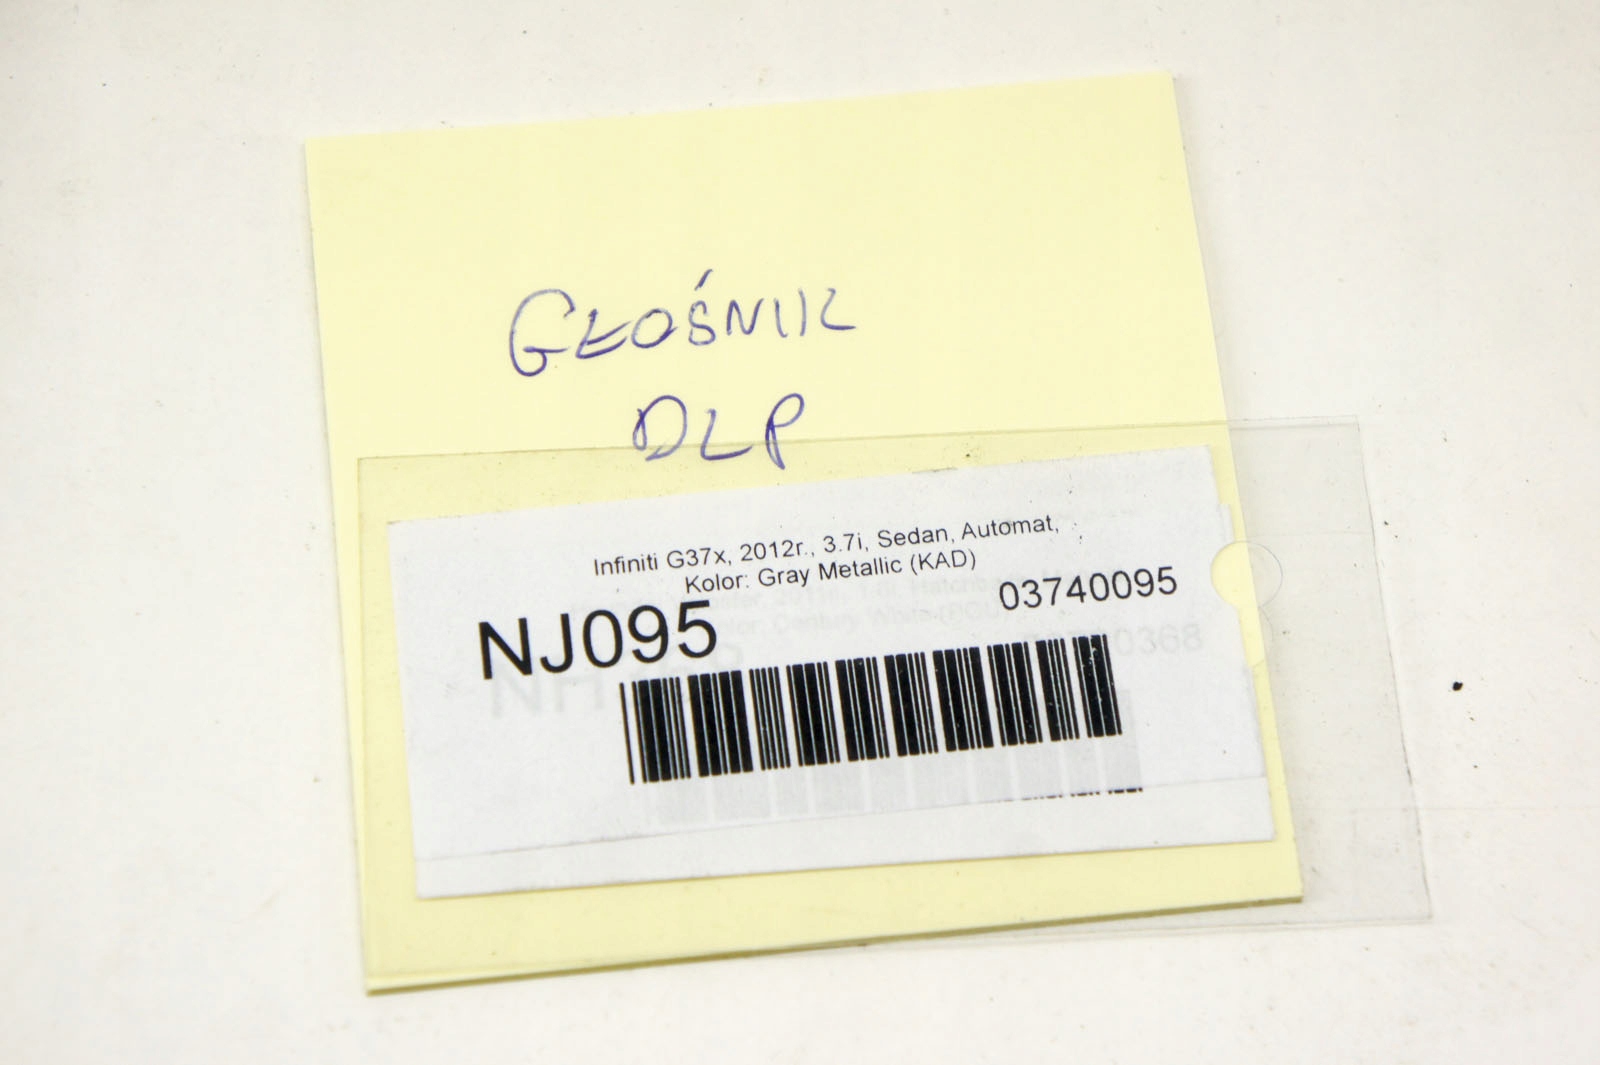 GŁOŚNIK
DLP
Infiniti G37x, 2012r., 3.7i, Sedan, Automat,
Kolor: Gray Metallic (KAD)
03740095
NJ095